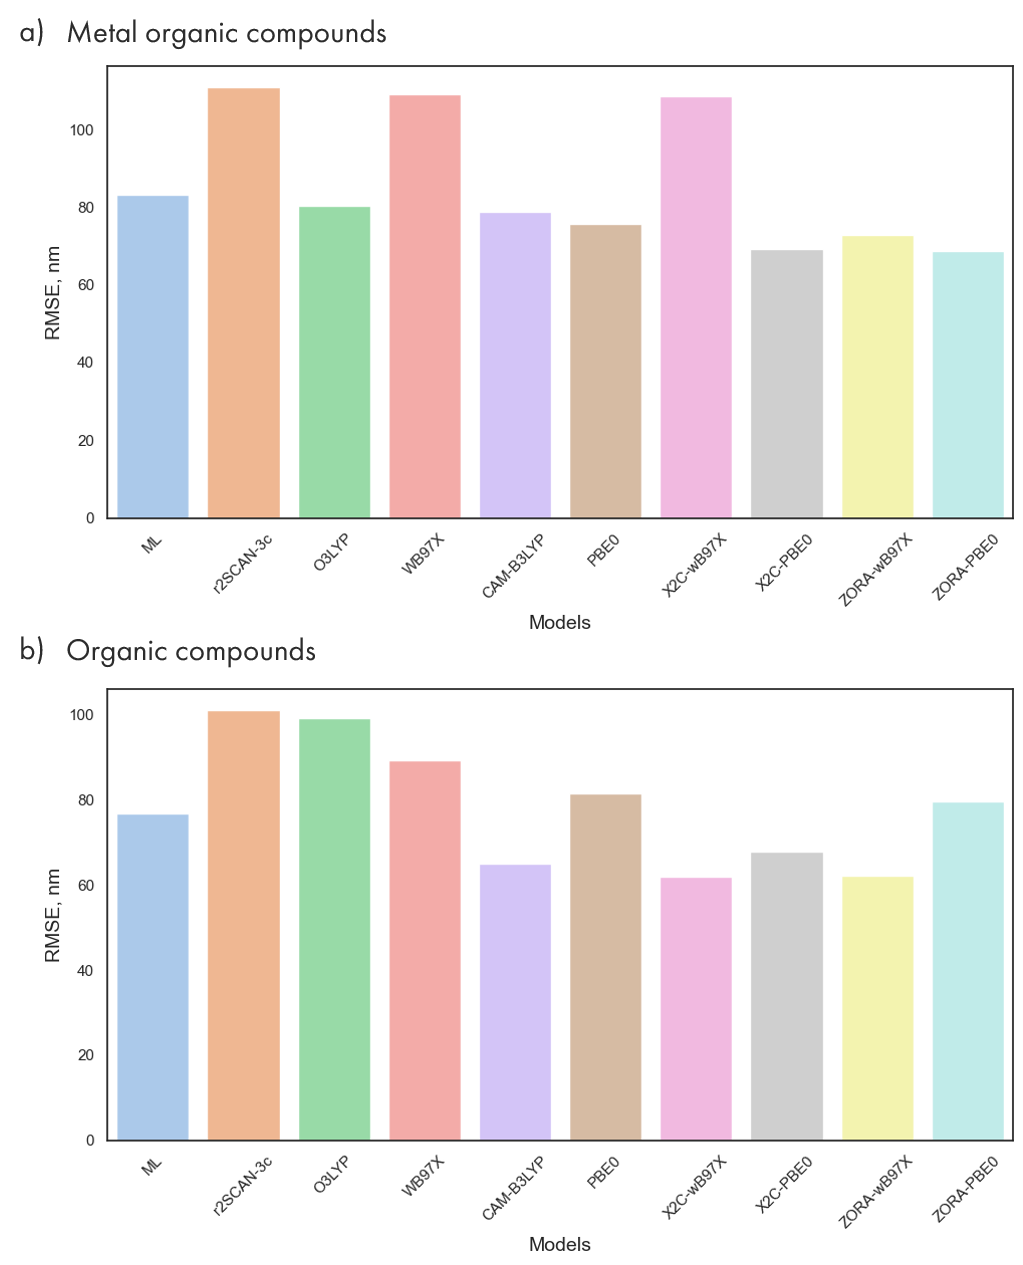 a) Metal organic compounds
RMSE, nm
100
80
60
40
20
0
ML
r2SCAN-3c
O3LYP
WB97X
CAM-B3LYP
PBE0
X2C-wB97X
X2C-PBE0
ZORA-wB97X
ZORA-PBE0
Models
b) Organic compounds
RMSE, nm
100
80
60
40
20
0
ML
r2SCAN-3c
O3LYP
WB97X
CAM-B3LYP
PBE0
X2C-wB97X
X2C-PBE0
ZORA-wB97X
ZORA-PBE0
Models